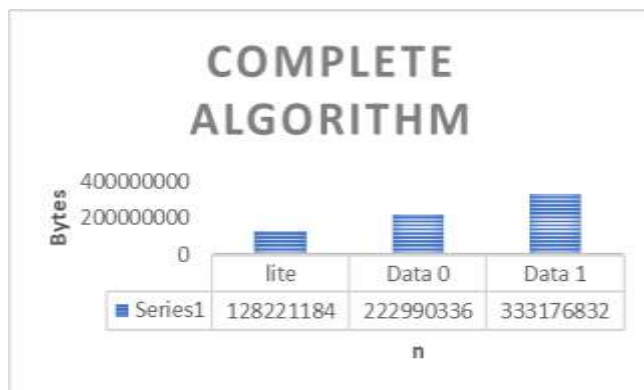 COMPLETE
ALGORITHM
Bytes
400000000
200000000
0
lite Data 0 Data 1
Series1 128221184 222990336 333176832
n